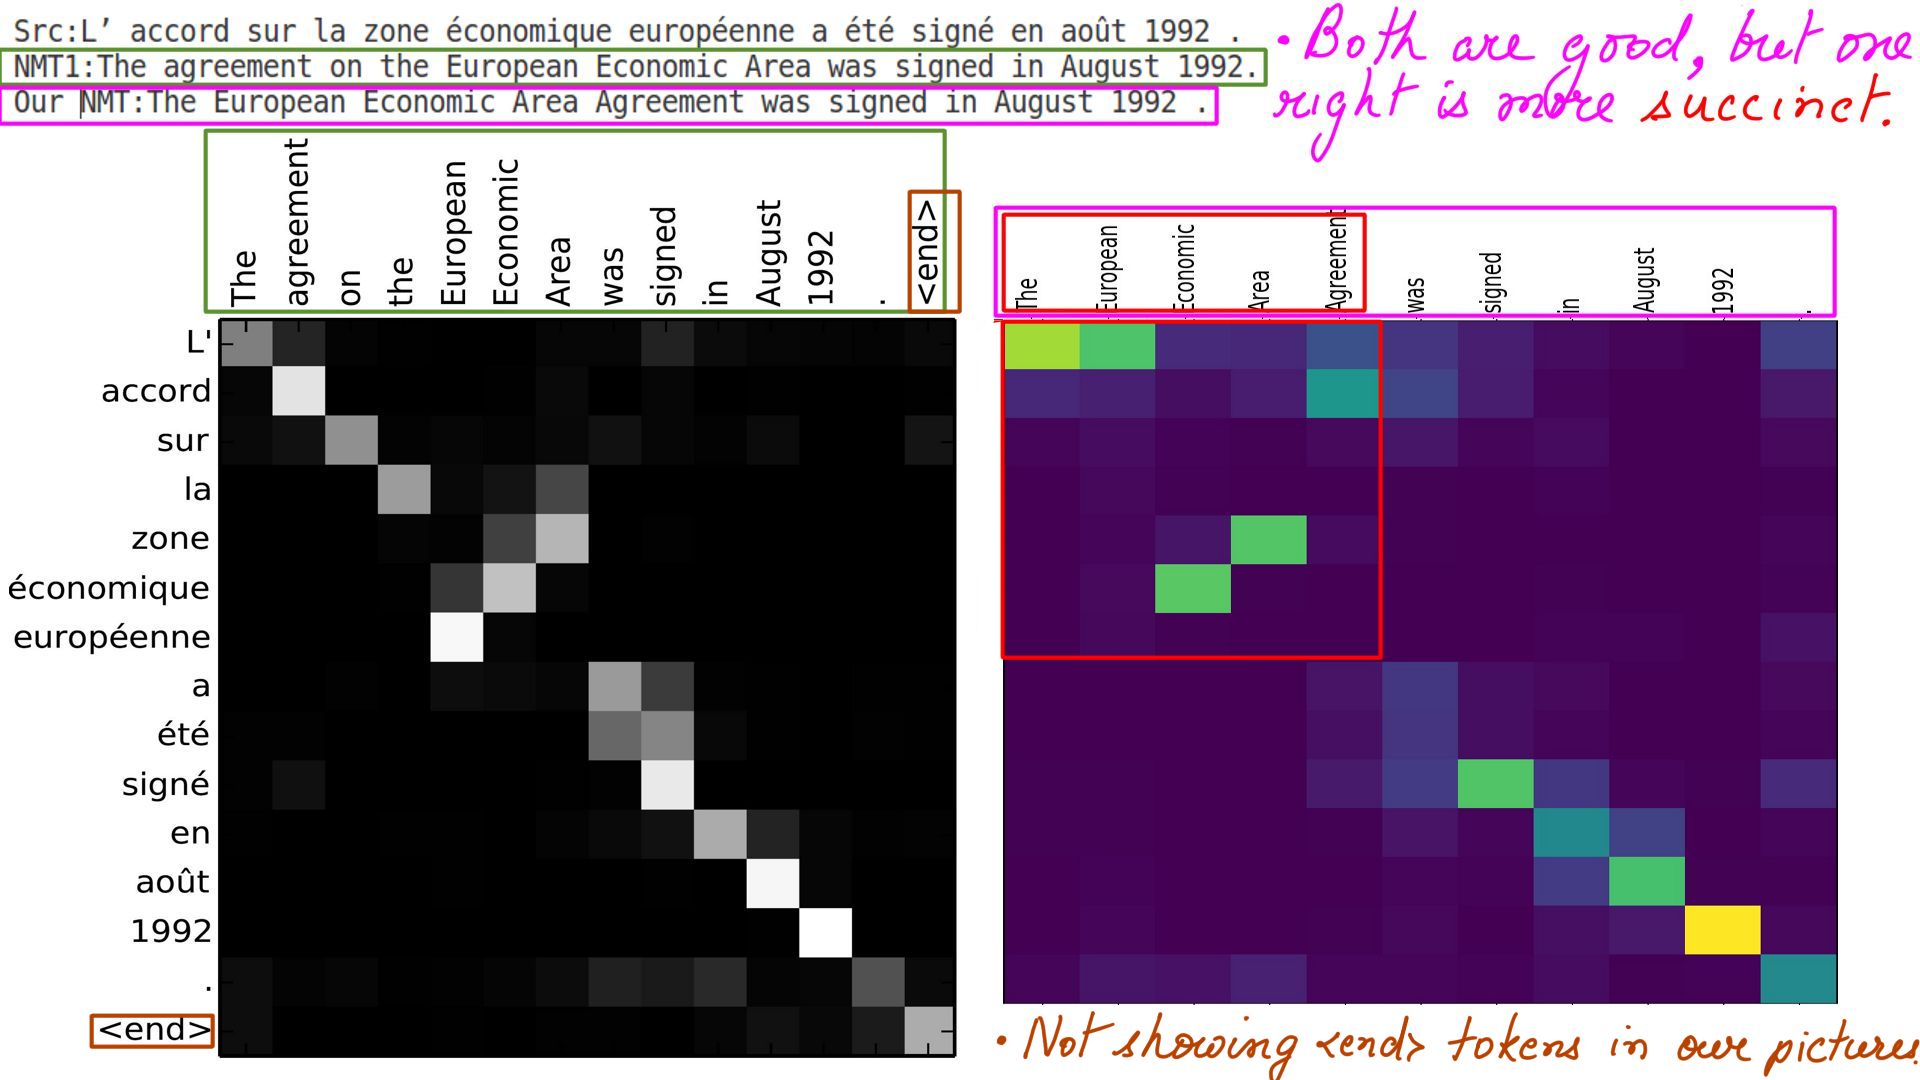 Src:L’ accord sur la zone économique européenne a été signé en août 1992 .
NMT1:The agreement on the European Economic Area was signed in August 1992.
Our NMT:The European Economic Area Agreement was signed in August 1992 .
• Both are good, but one
right is more succinct.
The agreement on the European Economic Area was signed in August 1992 . <end>
The European Economic Area Agreement was signed in August 1992 .
L'
accord
sur
la
zone
économique
européenne
a
été
signé
en
août
1992
.
<end>
• Not showing <end> tokens in our pictures.